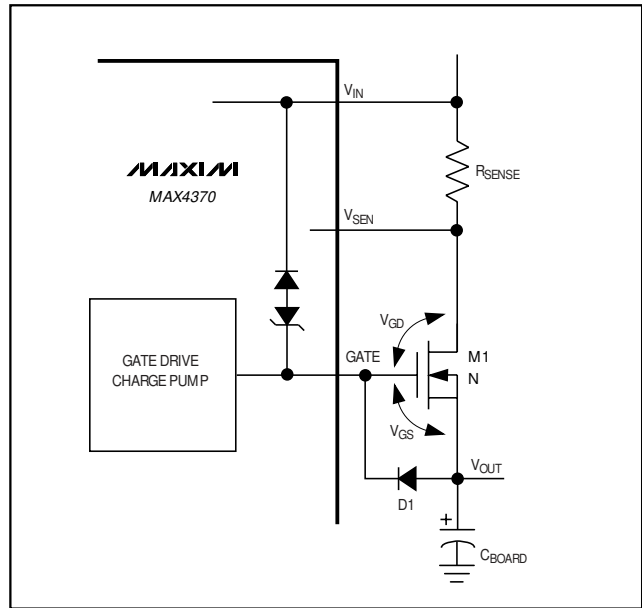 V_IN
MAXIM
MAX4370
R_SENSE
V_SEN
V_GD
GATE DRIVE
CHARGE PUMP
GATE
M1
N
V_GS
V_OUT
D1
+
C_BOARD